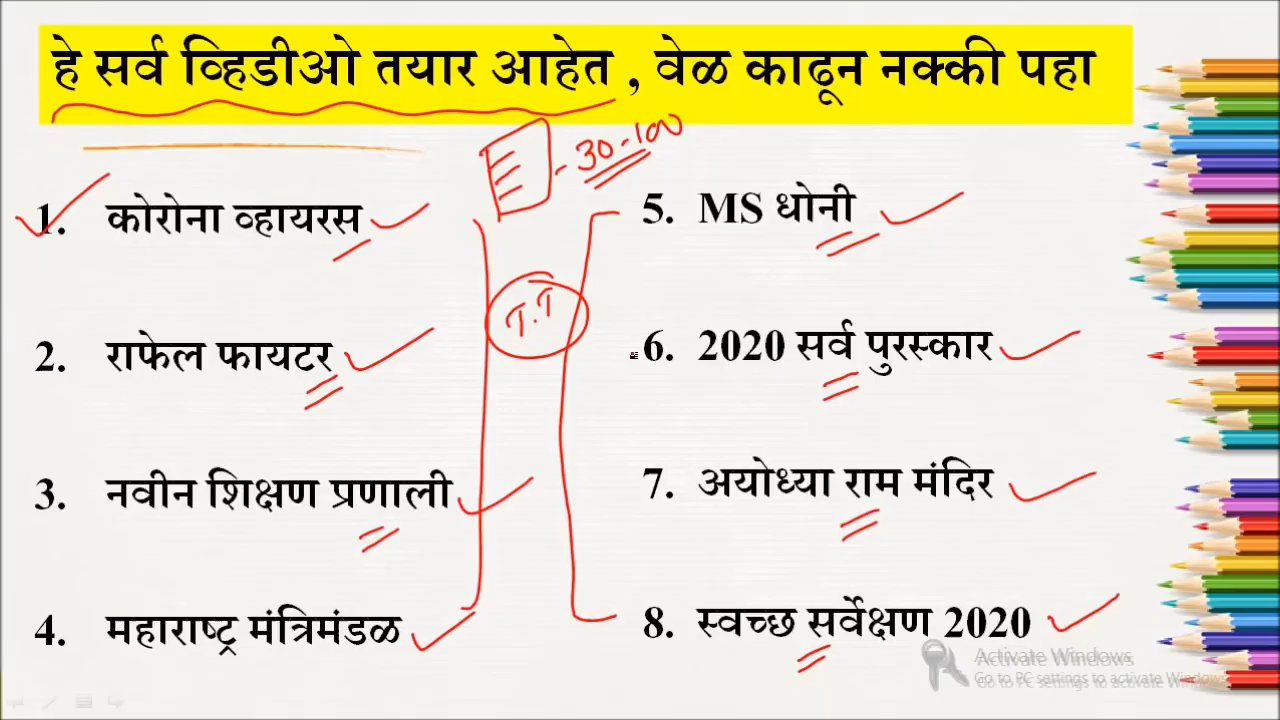 हे सर्व व्हिडीओ तयार आहेत , वेळ काढून नक्की पहा
30-100
1. कोरोना व्हायरस
2. राफेल फायटर
3. नवीन शिक्षण प्रणाली
4. महाराष्ट्र मंत्रिमंडळ
T.T
5. MS धोनी
6. 2020 सर्व पुरस्कार
7. अयोध्या राम मंदिर
8. स्वच्छ सर्वेक्षण 2020
Activate Windows
Go to PC settings to activate Windows